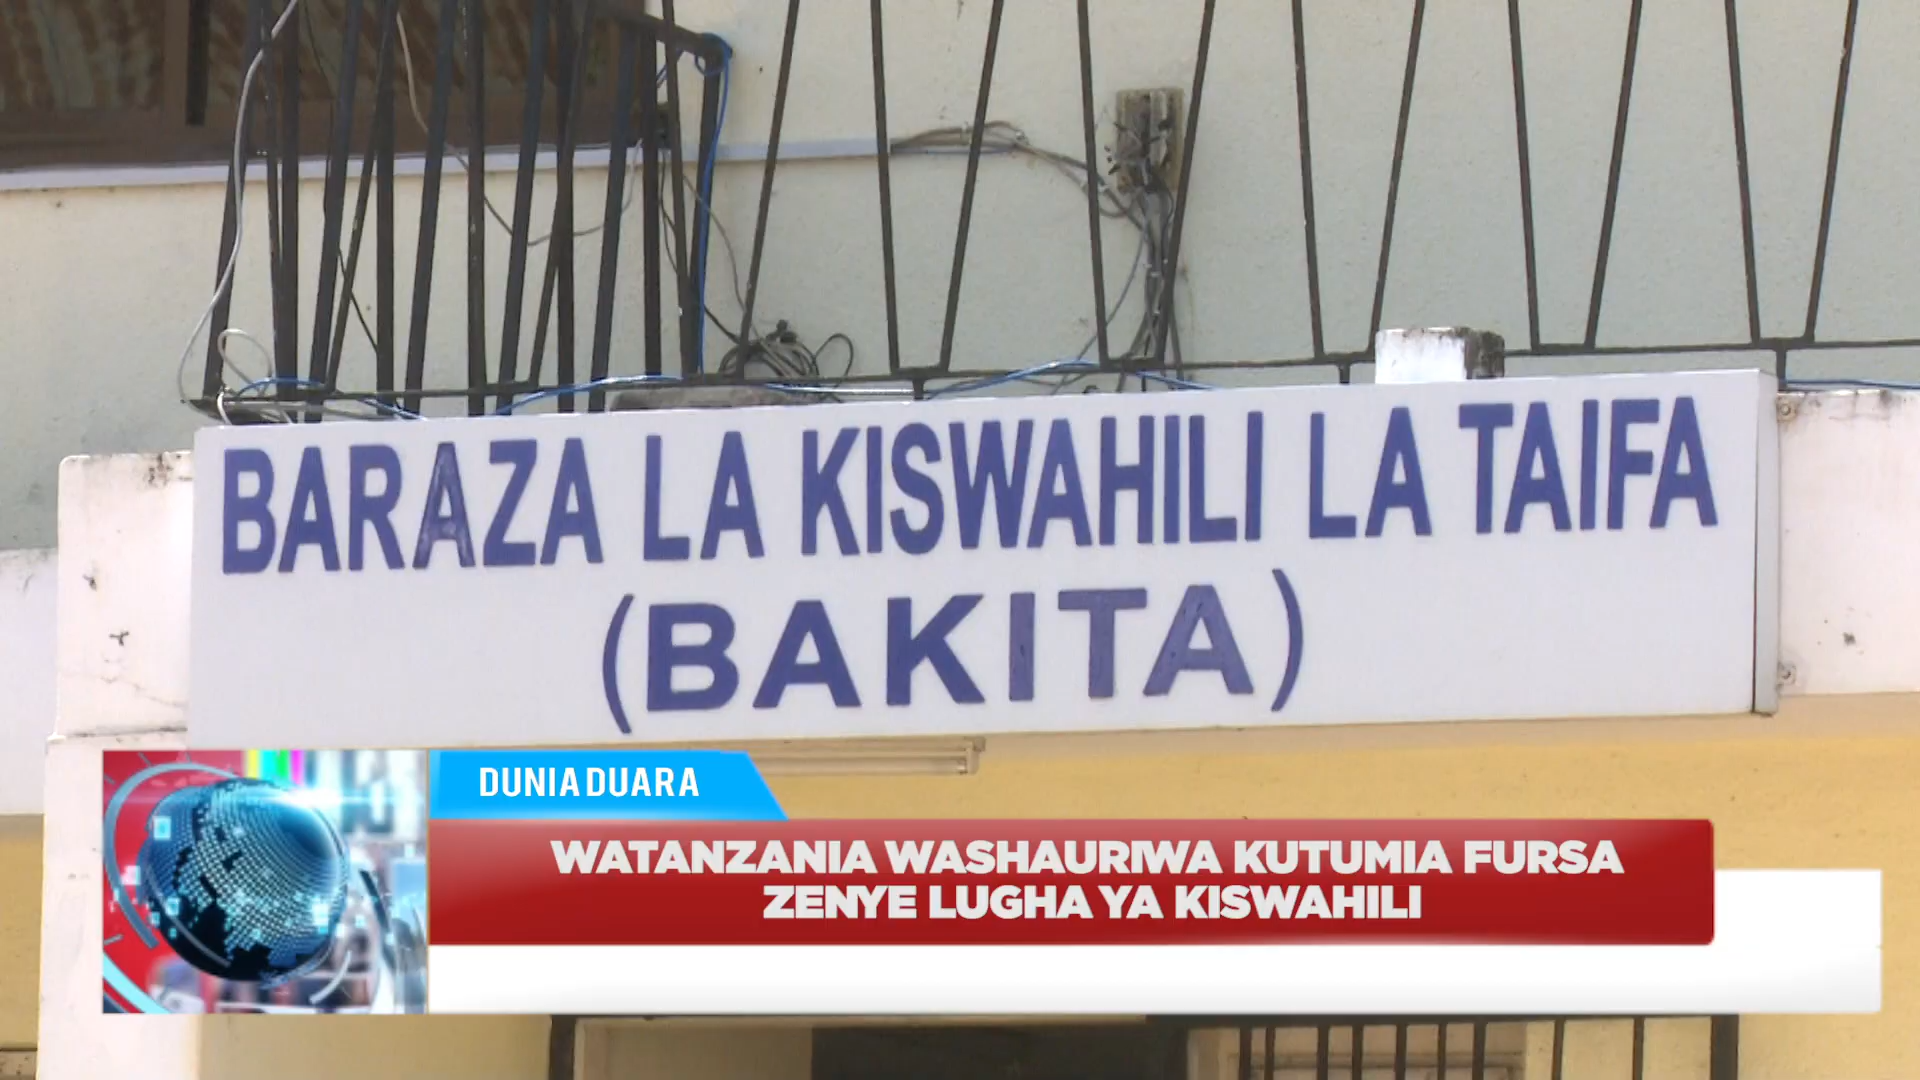 BARAZA LA KISWAHILI LA TAIFA
(BAKITA)
DUNIA DUARA
WATANZANIA WASHAURIWA KUTUMIA FURSA
ZENYE LUGHA YA KISWAHILI